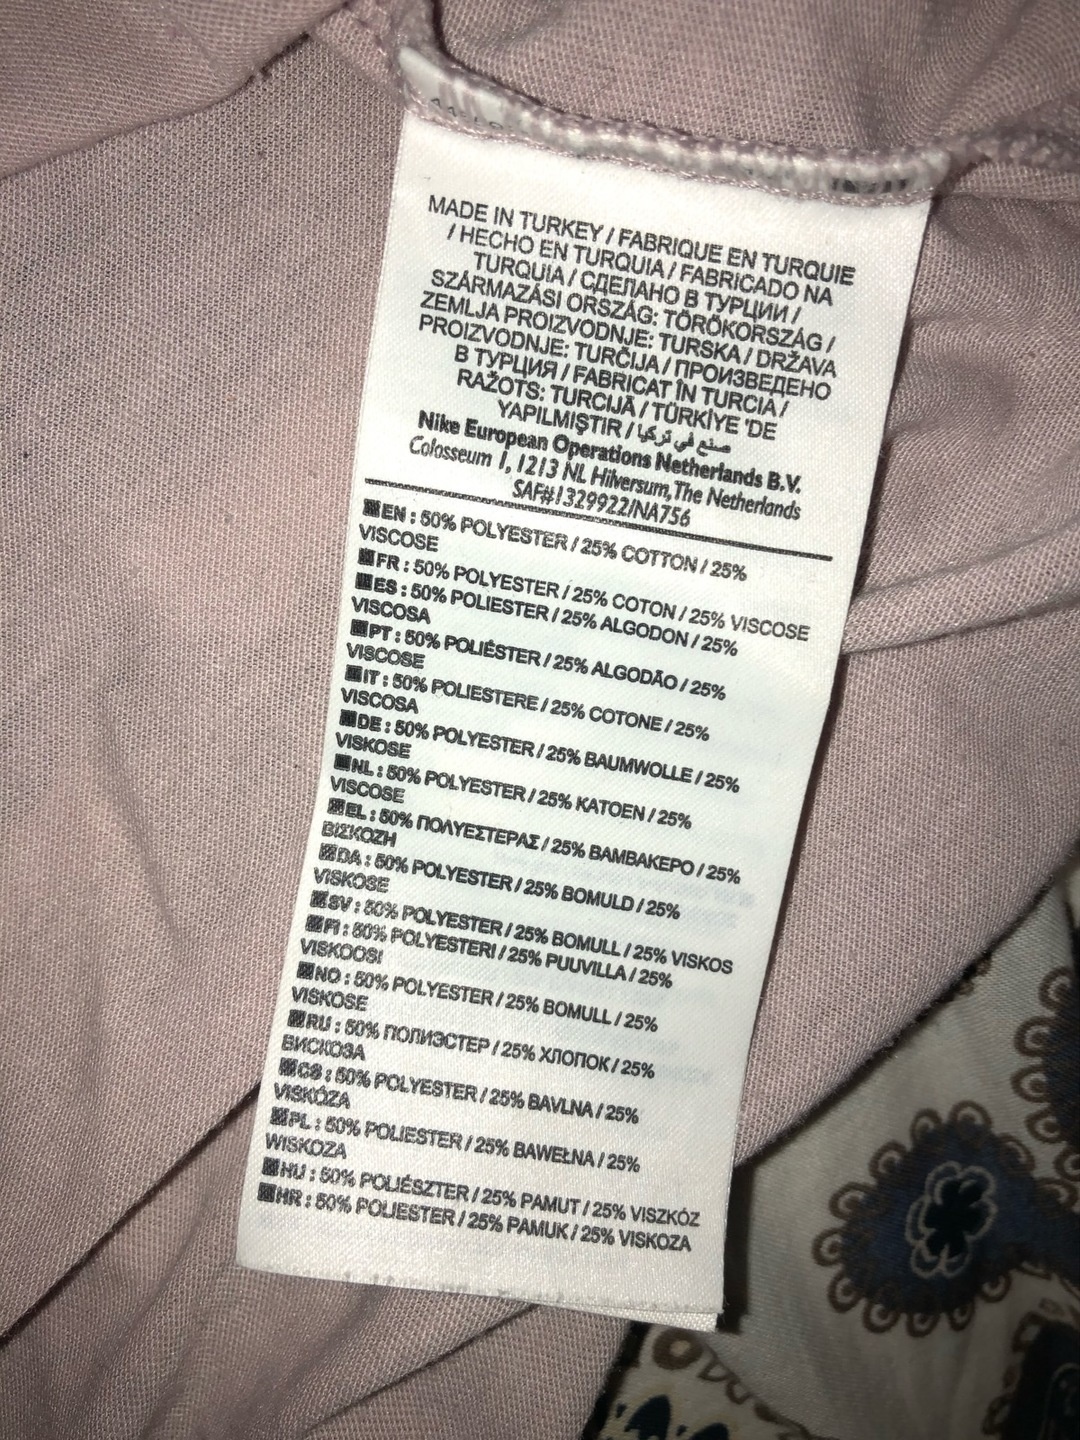 MADE IN TURKEY / FABRIQUE EN TURQUIE
/ HECHO EN TURQUIA / FABRICADO NA
TURQUIA / СДЕЛАНО В ТУРЦИИ /
SZÁRMAZÁSI ORSZÁG: TÖRÖKORSZÁG /
ZEMLJA PROIZVODNJE: TURSKA / DRŽAVA
PROIZVODNJE: TURČIJA / ПРОИЗВЕДЕНО
В ТУРЦИЯ / FABRICAT ÎN TURCIA /
RAŽOTS: TURCIJĀ / TÜRKİYE 'DE
YAPILMIŞTIR / صنع في تركيا
Nike European Operations Netherlands B.V.
Colosseum 1, 1213 NL Hilversum, The Netherlands
SAF#1329922/NA756
EN : 50% POLYESTER / 25% COTTON / 25%
VISCOSE
FR : 50% POLYESTER / 25% COTON / 25% VISCOSE
ES : 50% POLIESTER / 25% ALGODON / 25%
VISCOSA
PT : 50% POLIÉSTER / 25% ALGODÃO / 25%
VISCOSE
IT : 50% POLIESTERE / 25% COTONE / 25%
VISCOSA
DE : 50% POLYESTER / 25% BAUMWOLLE / 25%
VISKOSE
NL : 50% POLYESTER / 25% KATOEN / 25%
VISCOSE
EL : 50% ΠΟΛΥΕΣΤΕΡΑΣ / 25% ΒΑΜΒΑΚΕΡΟ / 25%
ΒΙΣΚΟΖΗ
DA : 50% POLYESTER / 25% BOMULD / 25%
VISKOSE
SV : 50% POLYESTER / 25% BOMULL / 25% VISKOS
FI : 50% POLYESTERI / 25% PUUVILLA / 25%
VISKOOSI
NO : 50% POLYESTER / 25% BOMULL / 25%
VISKOSE
RU : 50% ПОЛИЭСТЕР / 25% ХЛОПОК / 25%
ВИСКОЗА
CS : 50% POLYESTER / 25% BAVLNA / 25%
VISKÓZA
PL : 50% POLIESTER / 25% BAWEŁNA / 25%
WISKOZA
HU : 50% POLIÉSZTER / 25% PAMUT / 25% VISZKÓZ
HR : 50% POLIESTER / 25% PAMUK / 25% VISKOZA